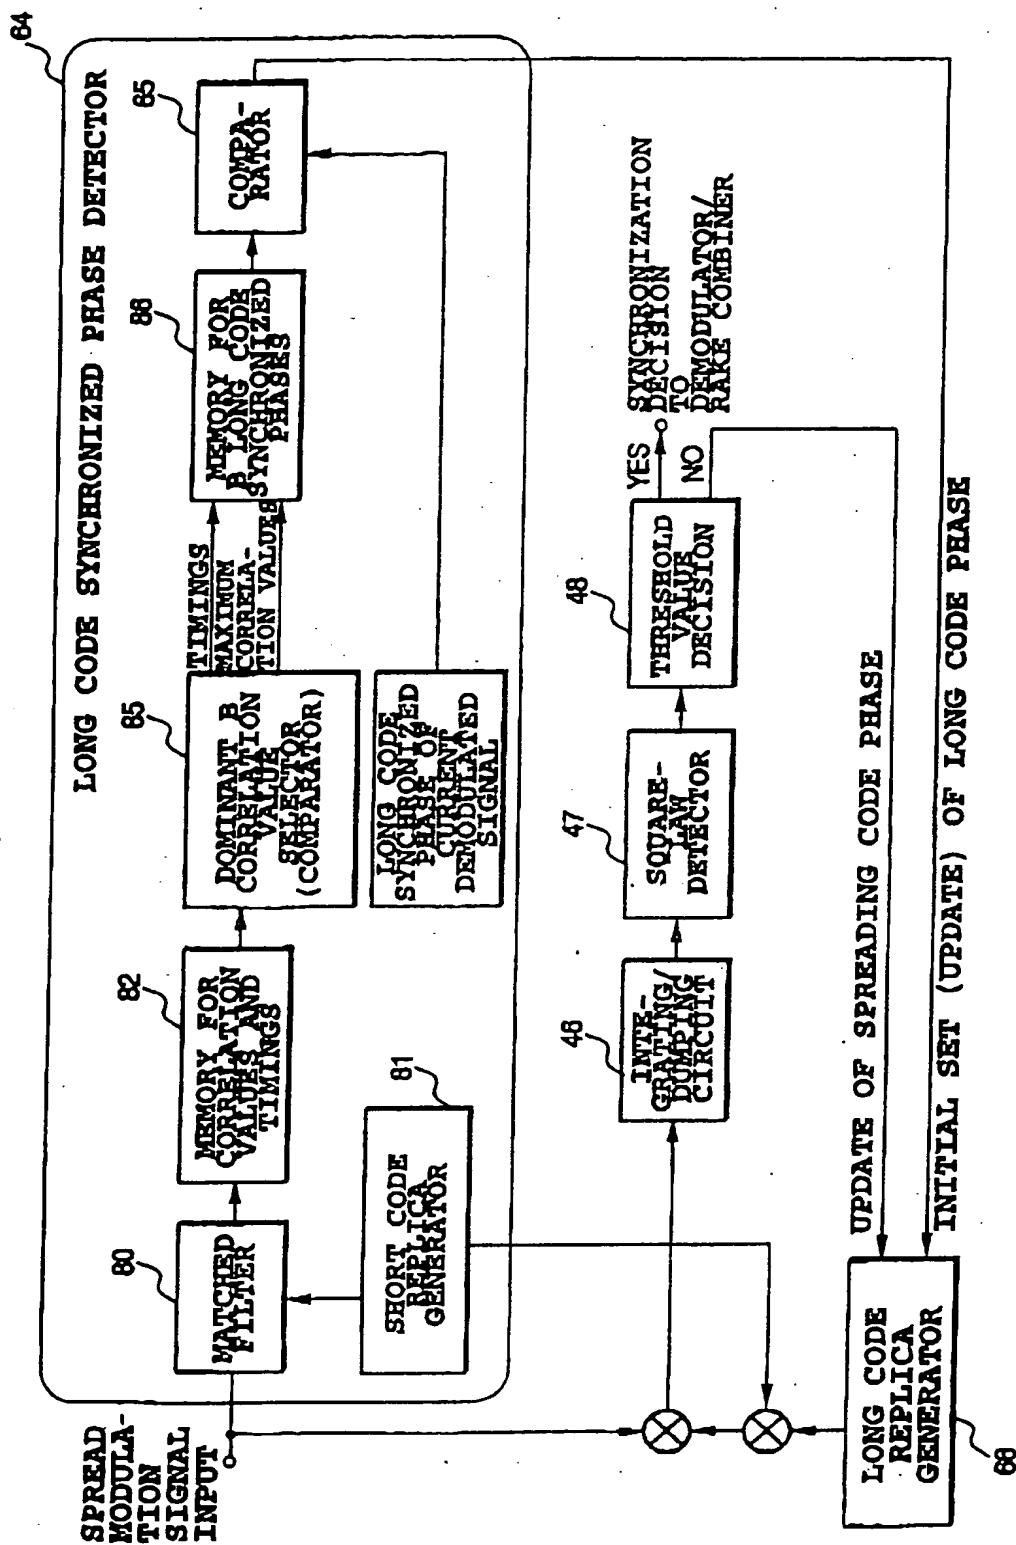 64
LONG CODE SYNCHRONIZED PHASE DETECTOR
SPREAD
MODULA-
TION
SIGNAL
INPUT
80
MATCHED
FILTER
82
MEMORY FOR
CORRELATION
VALUES AND
TIMINGS
85
DOMINANT B
CORRELATION
VALUE
SELECTOR
(COMPARATOR)
TIMINGS
MAXIMUM
CORRELA-
TION VALUES
88
MEMORY FOR
B LONG CODE
SYNCHRONIZED
PHASES
65
COMPA-
RATOR
81
SHORT CODE
REPLICA
GENERATOR
LONG CODE
SYNCHRONIZED
PHASE OF
CURRENT
DEMODULATED
SIGNAL
46
INTE-
GRATING/
DUMPING
CIRCUIT
47
SQUARE-
LAW
DETECTOR
48
THRESHOLD
VALUE
DECISION
YES
NO
SYNCHRONIZATION
DECISION
TO
DEMODULATOR/
RAKE COMBINER
UPDATE OF SPREADING CODE PHASE
INITIAL SET (UPDATE) OF LONG CODE PHASE
LONG CODE
REPLICA
GENERATOR
66